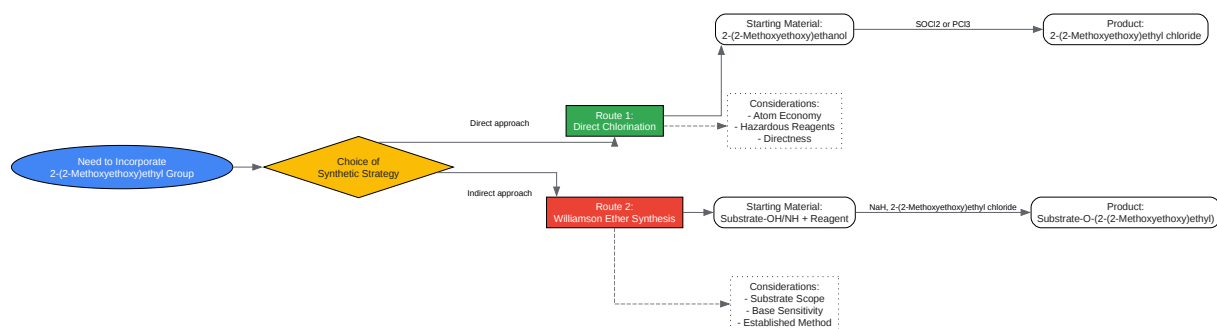 Starting Material:
2-(2-Methoxyethoxy)ethanol
SOCl2 or PCl3
Product:
2-(2-Methoxyethoxy)ethyl chloride
Considerations:
- Atom Economy
- Hazardous Reagents
- Directness
Route 1:
Direct Chlorination
Direct approach
Need to Incorporate
2-(2-Methoxyethoxy)ethyl Group
Choice of
Synthetic Strategy
Indirect approach
Route 2:
Williamson Ether Synthesis
Starting Material:
Substrate-OH/NH + Reagent
NaH, 2-(2-Methoxyethoxy)ethyl chloride
Product:
Substrate-O-(2-(2-Methoxyethoxy)ethyl)
Considerations:
- Substrate Scope
- Base Sensitivity
- Established Method